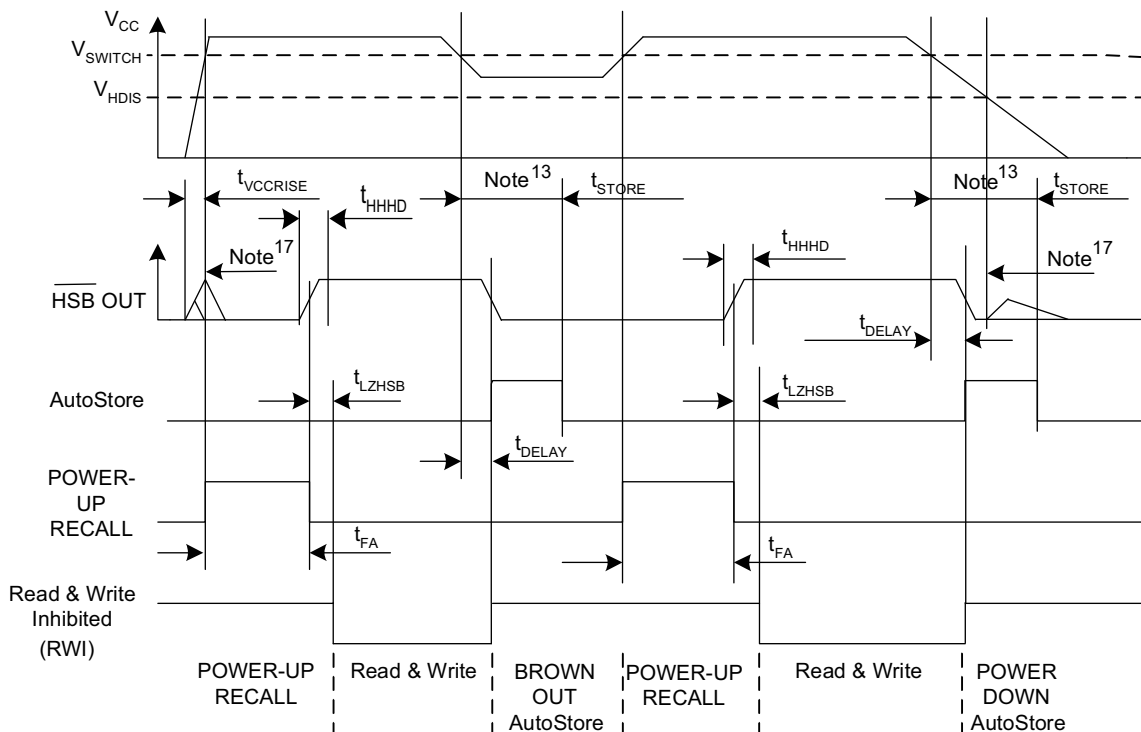 VCC
VSWITCH
VHDIS
tVCCRISE
Note13
tSTORE
Note13
tSTORE
tHHHD
Note17
tHHHD
Note17
HSB OUT
tDELAY
tLZHSB
tLZHSB
AutoStore
tDELAY
POWER-
UP
RECALL
tFA
tFA
Read & Write
Inhibited
(RWI)
POWER-UP
RECALL
Read & Write
BROWN
OUT
AutoStore
POWER-UP
RECALL
Read & Write
POWER
DOWN
AutoStore